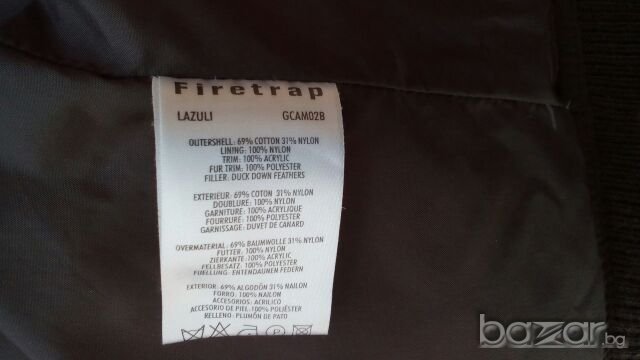 Firetrap
LAZULI GCAM02B
OUTERSHELL: 69% COTTON 31% NYLON
LINING: 100% NYLON
TRIM: 100% ACRYLIC
FUR TRIM: 100% POLYESTER
FILLER: DUCK DOWN FEATHERS
EXTERIEUR: 69% COTON 31% NYLON
DOUBLURE: 100% NYLON
GARNITURE: 100% ACRYLIQUE
FOURRURE: 100% POLYESTER
GARNISSAGE: DUVET DE CANARD
OVERMATERIAL: 69% BAUMWOLLE 31% NYLON
FUTTER: 100% NYLON
ZIERKANTE: 100% ACRYLIC
FELLBESATZ: 100% POLYESTER
FUELLUNG: ENTENDAUNEN FEDERN
EXTERIOR: 69% ALGODÓN 31% NAILON
FORRO: 100% NAILON
ACCESORIOS: ACRILICO
ACCESORIO DE PIEL: 100% POLIÉSTER
RELLENO: PLUMÓN DE PATO
bazar.bg